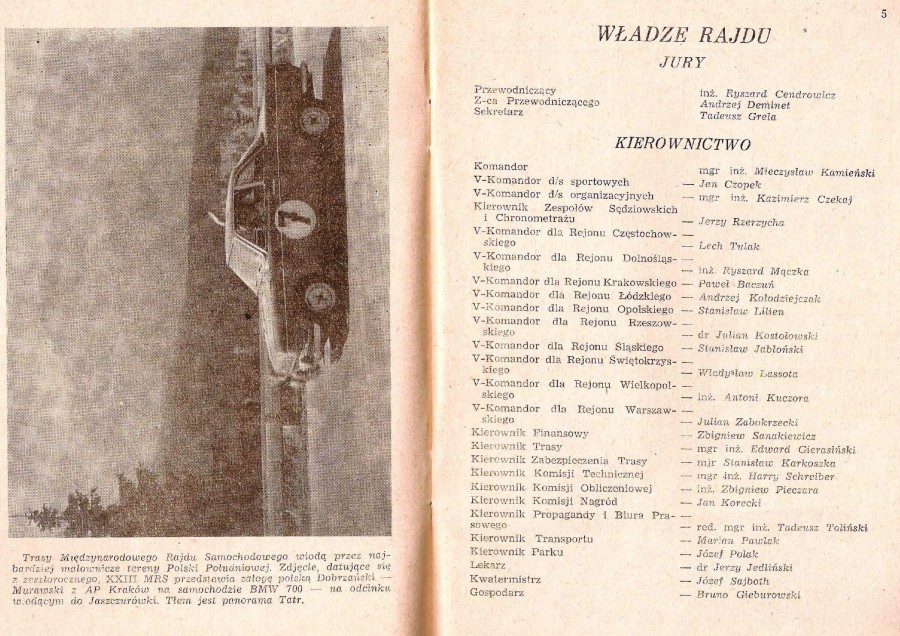 7
Trasy Międzynarodowego Rajdu Samochodowego wiodą przez naj-
bardziej malownicze tereny Polski Południowej. Zdjęcie, datujące się
z zeszłorocznego, XXIII MRS przedstawia załogę polską Dobrzański —
Murawski z AP Kraków na samochodzie BMW 700 — na odcinku
wiodącym do Jaszczurówki. Tłem jest panorama Tatr.
5
WŁADZE RAJDU
JURY
Przewodniczący inż. Ryszard Cendrowicz
Z-ca Przewodniczącego Andrzej Deminet
Sekretarz Tadeusz Grela
KIEROWNICTWO
Komandor mgr inż. Mieczysław Kamieński
V-Komandor d/s sportowych — Jan Czopek
V-Komandor d/s organizacyjnych — mgr inż. Kazimierz Czekaj
Kierownik Zespołów Sędziowskich
i Chronometrażu — Jerzy Rzerzycha
V-Komandor dla Rejonu Częstochow- —
skiego — Lech Tulak
V-Komandor dla Rejonu Dolnośląs- —
kiego — inż. Ryszard Mączka
V-Komandor dla Rejonu Krakowskiego — Paweł Baczuń
V-Komandor dla Rejonu Łódzkiego — Andrzej Kołodziejczak
V-Komandor dla Rejonu Opolskiego — Stanisław Lilien
V-Komandor dla Rejonu Rzeszow- —
skiego — dr Julian Kostołowski
V-Komandor dla Rejonu Śląskiego — Stanisław Jabłoński
V-Komandor dla Rejonu Świętokrzys- —
kiego — Władysław Lassota
V-Komandor dla Rejonu Wielkopol- —
skiego — inż. Antoni Kuczora
V-Komandor dla Rejonu Warszaw- —
skiego — Julian Zabokrzecki
Kierownik Finansowy — Zbigniew Sanakiewicz
Kierownik Trasy — mgr inż. Edward Gierasiński
Kierownik Zabezpieczenia Trasy — mjr Stanisław Karkoszka
Kierownik Komisji Technicznej — mgr inż. Harry Schreiber
Kierownik Komisji Obliczeniowej — inż. Zbigniew Pieczara
Kierownik Komisji Nagród — Jan Korecki
Kierownik Propagandy i Biura Pra- —
sowego — red. mgr inż. Tadeusz Toliński
Kierownik Transportu — Marian Pawlak
Kierownik Parku — Józef Polak
Lekarz — dr Jerzy Jedliński
Kwatermistrz — Józef Sajboth
Gospodarz — Bruno Gieburowski